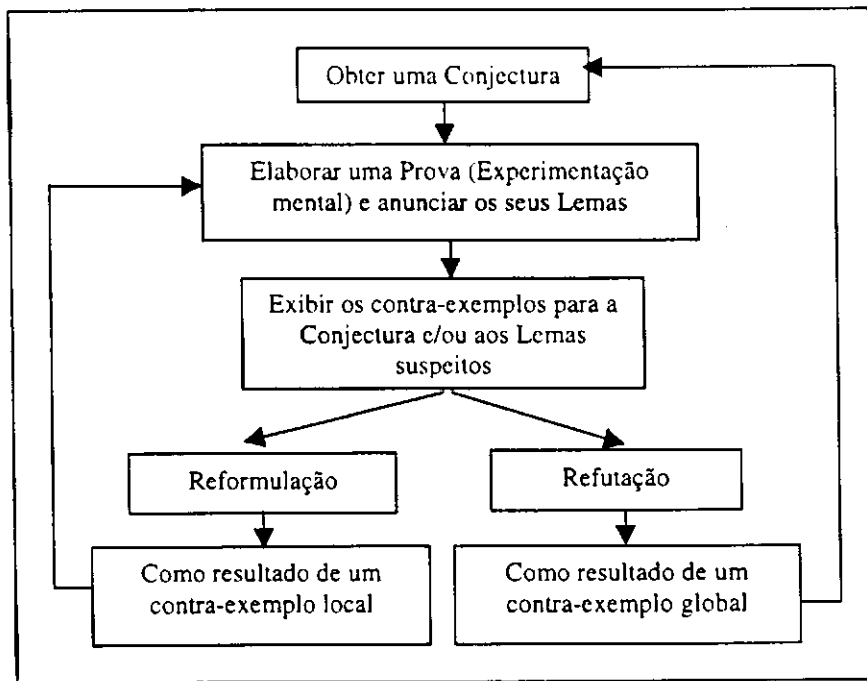 Obter uma Conjectura
Elaborar uma Prova (Experimentação
mental) e anunciar os seus Lemas
Exibir os contra-exemplos para a
Conjectura e/ou aos Lemas
suspeitos
Reformulação
Refutação
Como resultado de um
contra-exemplo local
Como resultado de um
contra-exemplo global